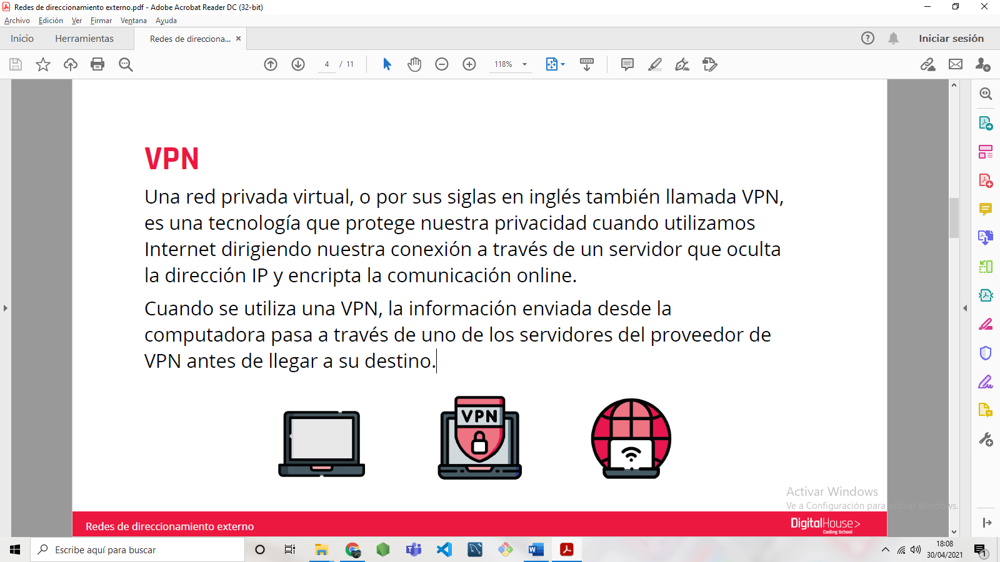 Redes de direccionamiento externo.pdf - Adobe Acrobat Reader DC (32-bit)
Archivo Edición Ver Firmar Ventana Ayuda
Inicio Herramientas Redes de direcciona... × Iniciar sesión
4 / 11 118%
VPN
Una red privada virtual, o por sus siglas en inglés también llamada VPN,
es una tecnología que protege nuestra privacidad cuando utilizamos
Internet dirigiendo nuestra conexión a través de un servidor que oculta
la dirección IP y encripta la comunicación online.
Cuando se utiliza una VPN, la información enviada desde la
computadora pasa a través de uno de los servidores del proveedor de
VPN antes de llegar a su destino.
VPN
Activar Windows
Ve a Configuración para activar Windows.
Redes de direccionamiento externo
DigitalHouse>
Coding School
Escribe aquí para buscar
18:08
30/04/2021
1